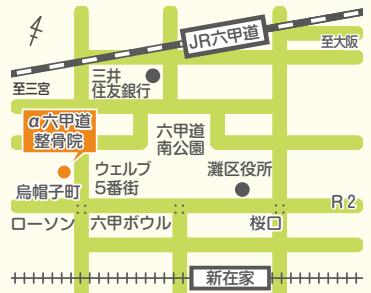 JR六甲道
至大阪
三井
住友銀行
至三宮
α六甲道
整骨院
六甲道
南公園
ウェルブ
5番街
灘区役所
烏帽子町
R2
ローソン
六甲ボウル
桜口
新在家